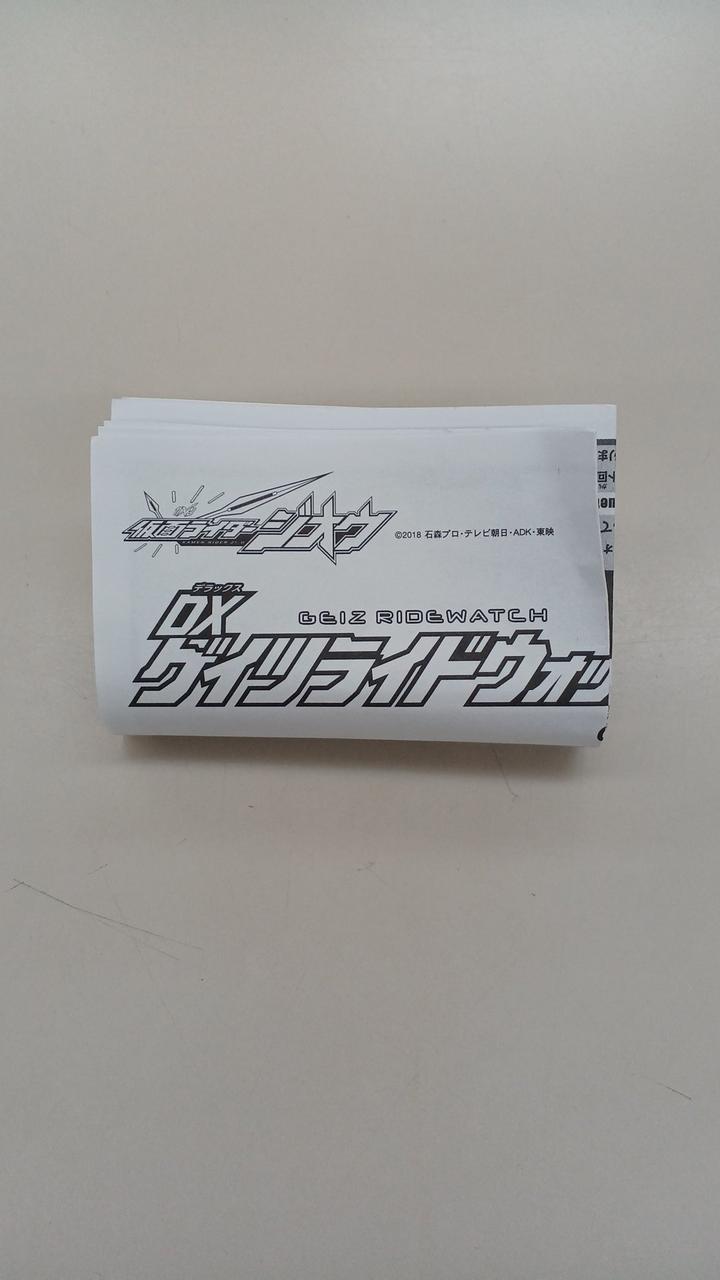 仮面ライダージオウ
KAMEN RIDER ZI-O
©2018 石森プロ・テレビ朝日・ADK・東映
デラックス
DX
GEIZ RIDEWATCH
ゲイツライドウォッ